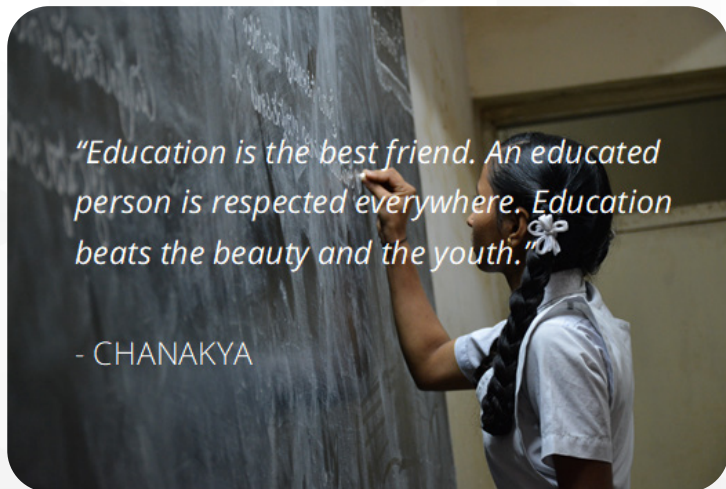 “Education is the best friend. An educated
person is respected everywhere. Education
beats the beauty and the youth.”
- CHANAKYA